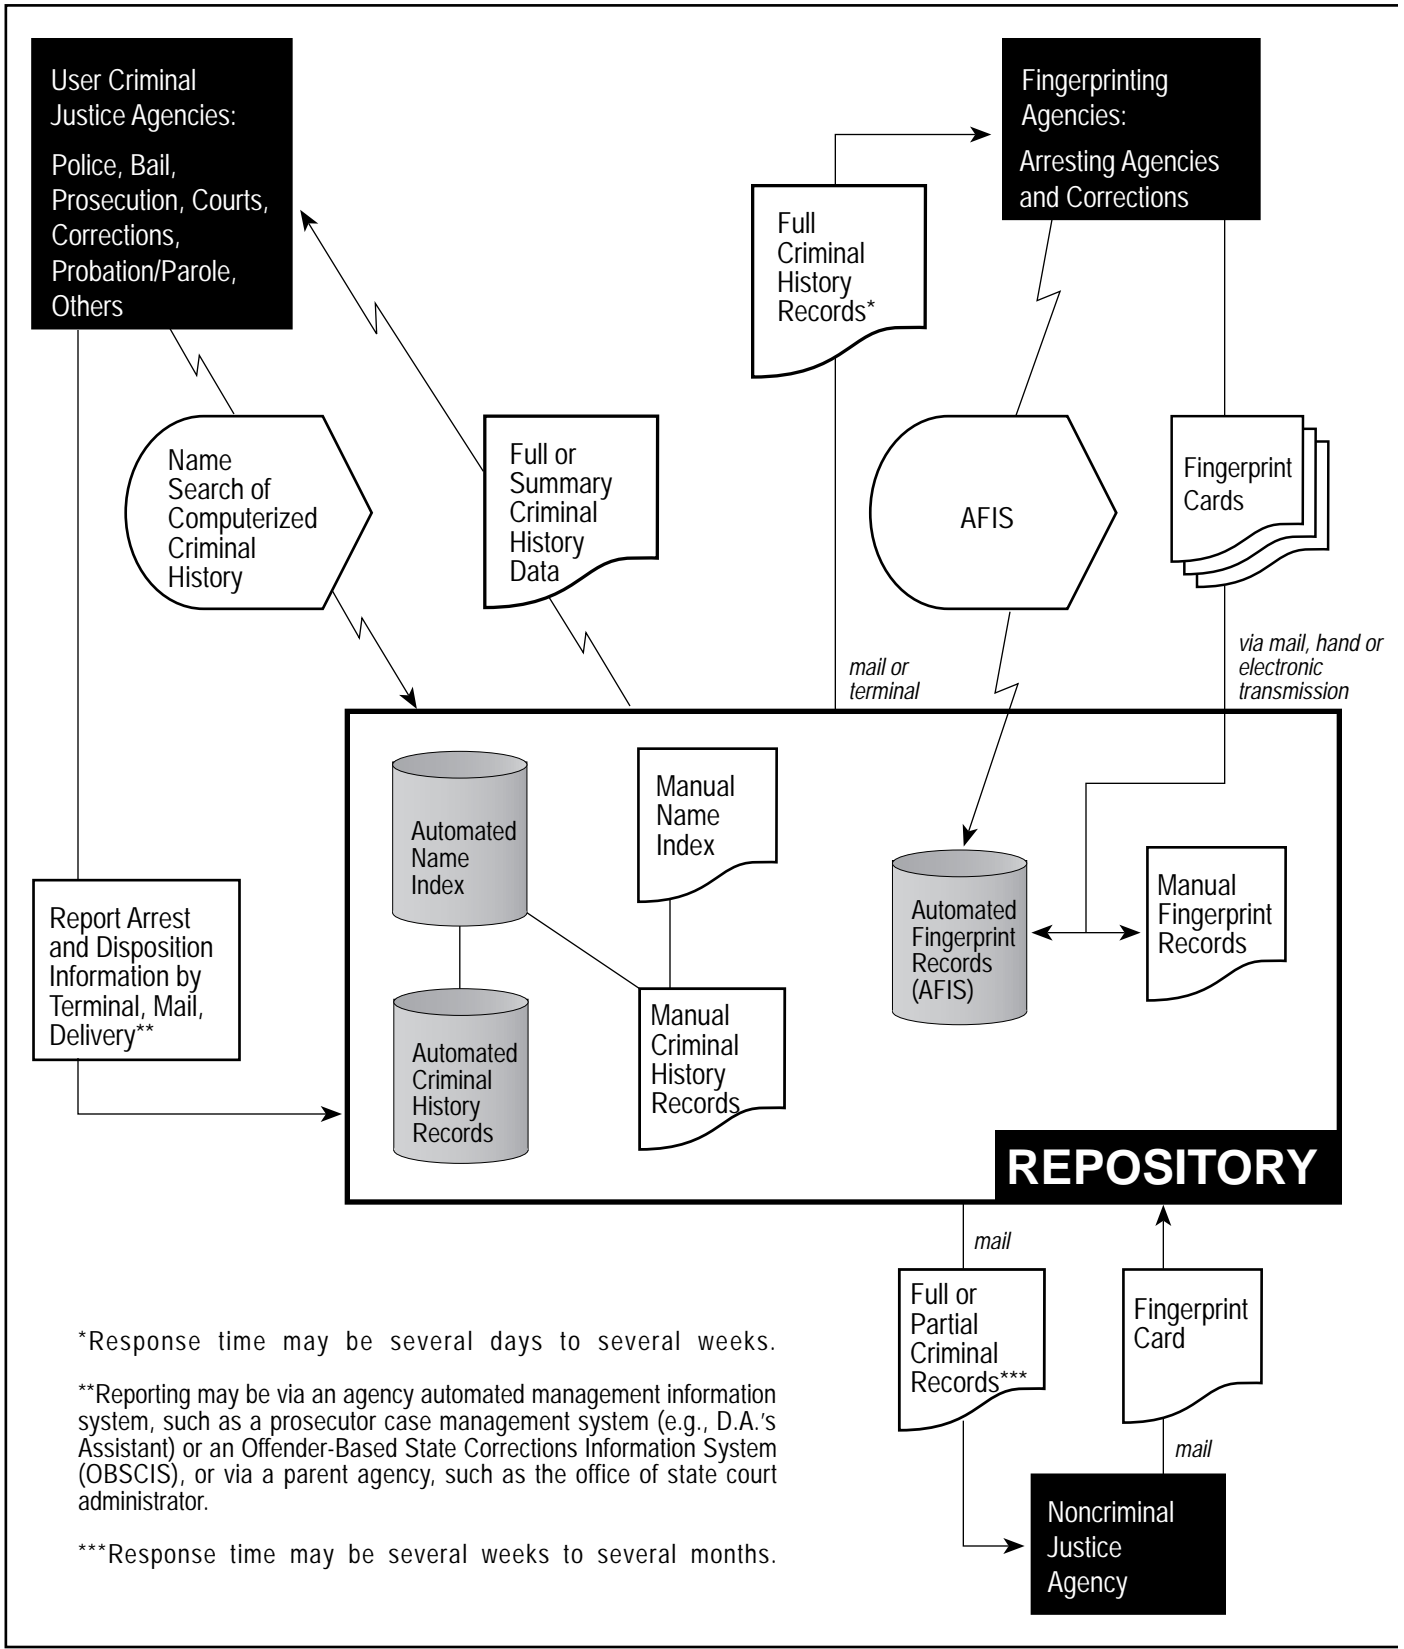 User Criminal
Justice Agencies:
Police, Bail,
Prosecution, Courts,
Corrections,
Probation/Parole,
Others
Fingerprinting
Agencies:
Arresting Agencies
and Corrections
Full
Criminal
History
Records*
Name
Search of
Computerized
Criminal
History
Full or
Summary
Criminal
History
Data
AFIS
Fingerprint
Cards
mail or
terminal
via mail, hand or
electronic
transmission
Automated
Name
Index
Manual
Name
Index
Automated
Fingerprint
Records
(AFIS)
Manual
Fingerprint
Records
Report Arrest
and Disposition
Information by
Terminal, Mail,
Delivery**
Automated
Criminal
History
Records
Manual
Criminal
History
Records
REPOSITORY
mail
Full or
Partial
Criminal
Records***
Fingerprint
Card
mail
Noncriminal
Justice
Agency
*Response time may be several days to several weeks.
**Reporting may be via an agency automated management information
system, such as a prosecutor case management system (e.g., D.A.'s
Assistant) or an Offender-Based State Corrections Information System
(OBSCIS), or via a parent agency, such as the office of state court
administrator.
***Response time may be several weeks to several months.